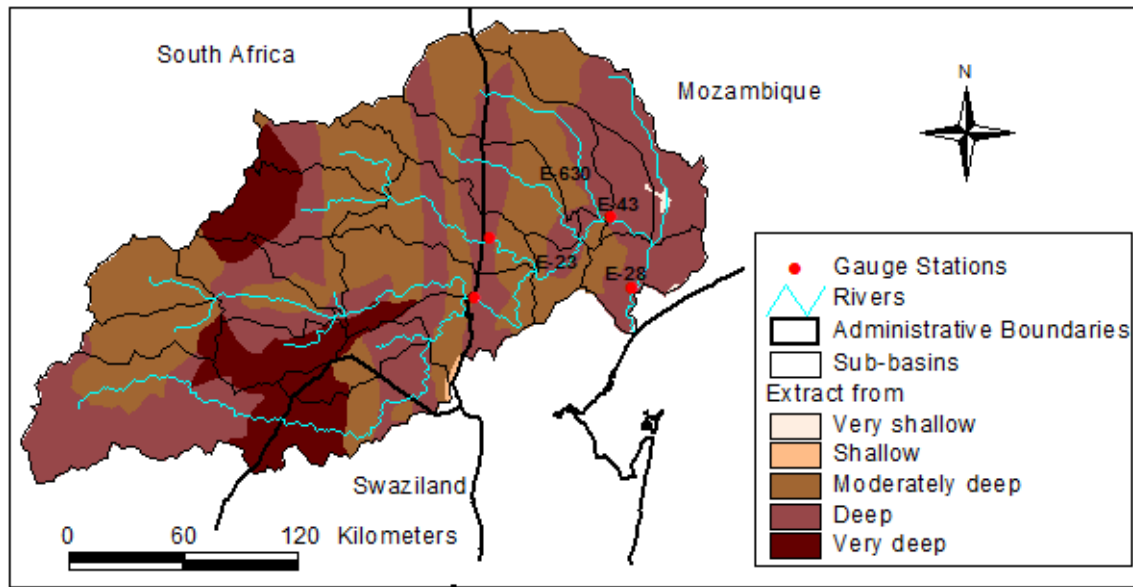 South Africa
Mozambique
N
E-630
E-43
E-23
E-28
Swaziland
0 60 120 Kilometers
Gauge Stations
Rivers
Administrative Boundaries
Sub-basins
Extract from
Very shallow
Shallow
Moderately deep
Deep
Very deep